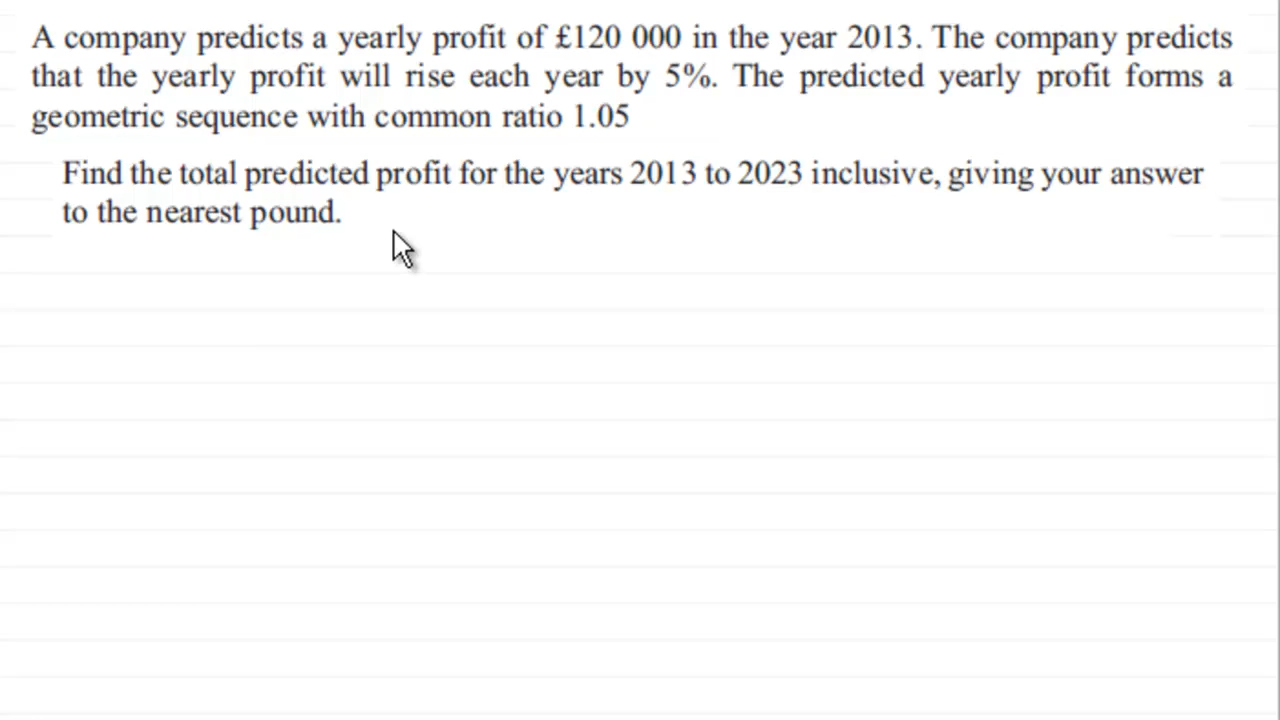 A company predicts a yearly profit of £120 000 in the year 2013. The company predicts
that the yearly profit will rise each year by 5%. The predicted yearly profit forms a
geometric sequence with common ratio 1.05
Find the total predicted profit for the years 2013 to 2023 inclusive, giving your answer
to the nearest pound.